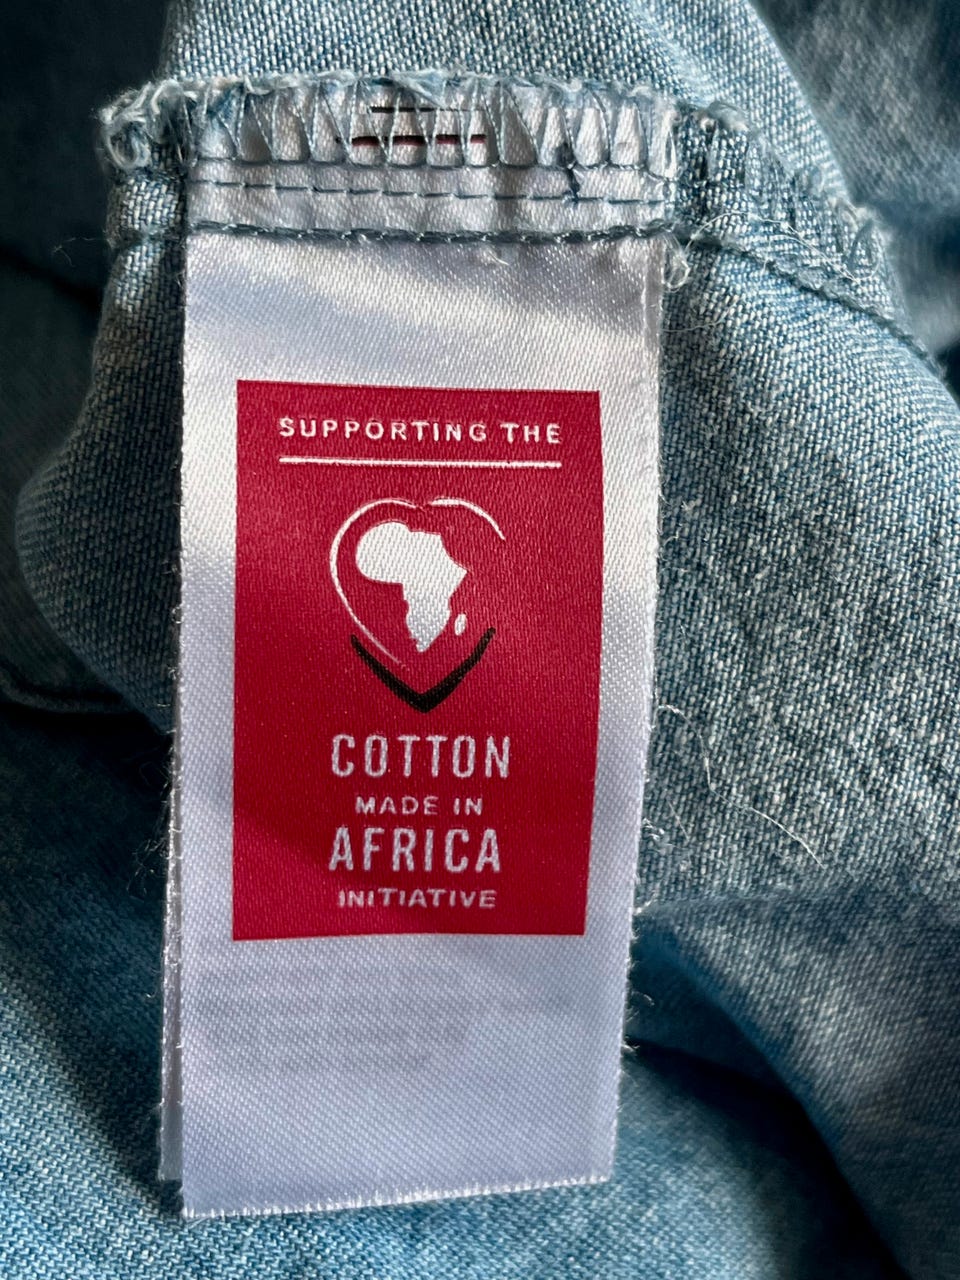 SUPPORTING THE
COTTON
MADE IN
AFRICA
INITIATIVE